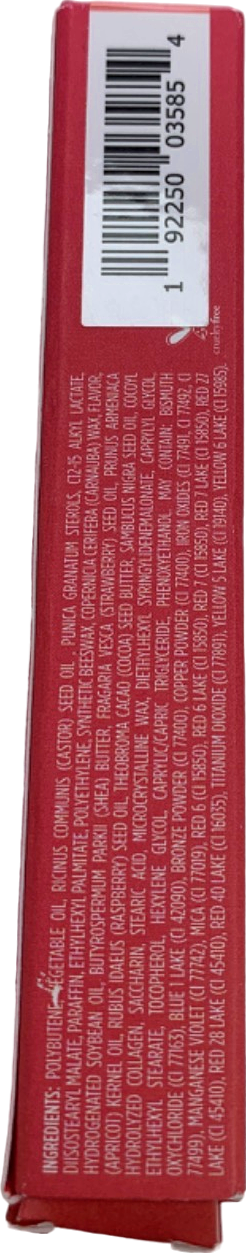 1 92250 03585 4
crueltyfree
INGREDIENTS: POLYBUTENE, VEGETABLE OIL, RICINUS COMMUNIS (CASTOR) SEED OIL, PUNICA GRANATUM STEROLS, C12-15 ALKYL LACTATE,
DIISOSTEARYL MALATE, PARAFFIN, ETHYLHEXYL PALMITATE, POLYETHYLENE, SYNTHETIC BEESWAX, COPERNICIA CERIFERA (CARNAUBA) WAX, FLAVOR,
HYDROGENATED SOYBEAN OIL, BUTYROSPERMUM PARKII (SHEA) BUTTER, FRAGARIA VESCA (STRAWBERRY) SEED OIL, PRUNUS ARMENIACA
(APRICOT) KERNEL OIL, RUBUS IDAEUS (RASPBERRY) SEED OIL, THEOBROMA CACAO (COCOA) SEED BUTTER, SAMBUCUS NIGRA SEED OIL, COCOYL
HYDROLYZED COLLAGEN, SACCHARIN, STEARIC ACID, MICROCRYSTALLINE WAX, DIETHYLHEXYL SYRINGYLIDENEMALONATE, CAPRYLYL GLYCOL,
ETHYLHEXYL STEARATE, TOCOPHEROL, HEXYLENE GLYCOL, CAPRYLIC/CAPRIC TRIGLYCERIDE, PHENOXYETHANOL. MAY CONTAIN: BISMUTH
OXYCHLORIDE (CI 77163), BLUE 1 LAKE (CI 42090), BRONZE POWDER (CI 77400), COPPER POWDER (CI 77400), IRON OXIDES (CI 77491, CI 77492, CI
77499), MANGANESE VIOLET (CI 77742), MICA (CI 77019), RED 6 (CI 15850), RED 6 LAKE (CI 15850), RED 7 (CI 15850), RED 7 LAKE (CI 15850), RED 27
LAKE (CI 45410), RED 28 LAKE (CI 45410), RED 40 LAKE (CI 16035), TITANIUM DIOXIDE (CI 77891), YELLOW 5 LAKE (CI 19140), YELLOW 6 LAKE (CI 15985).